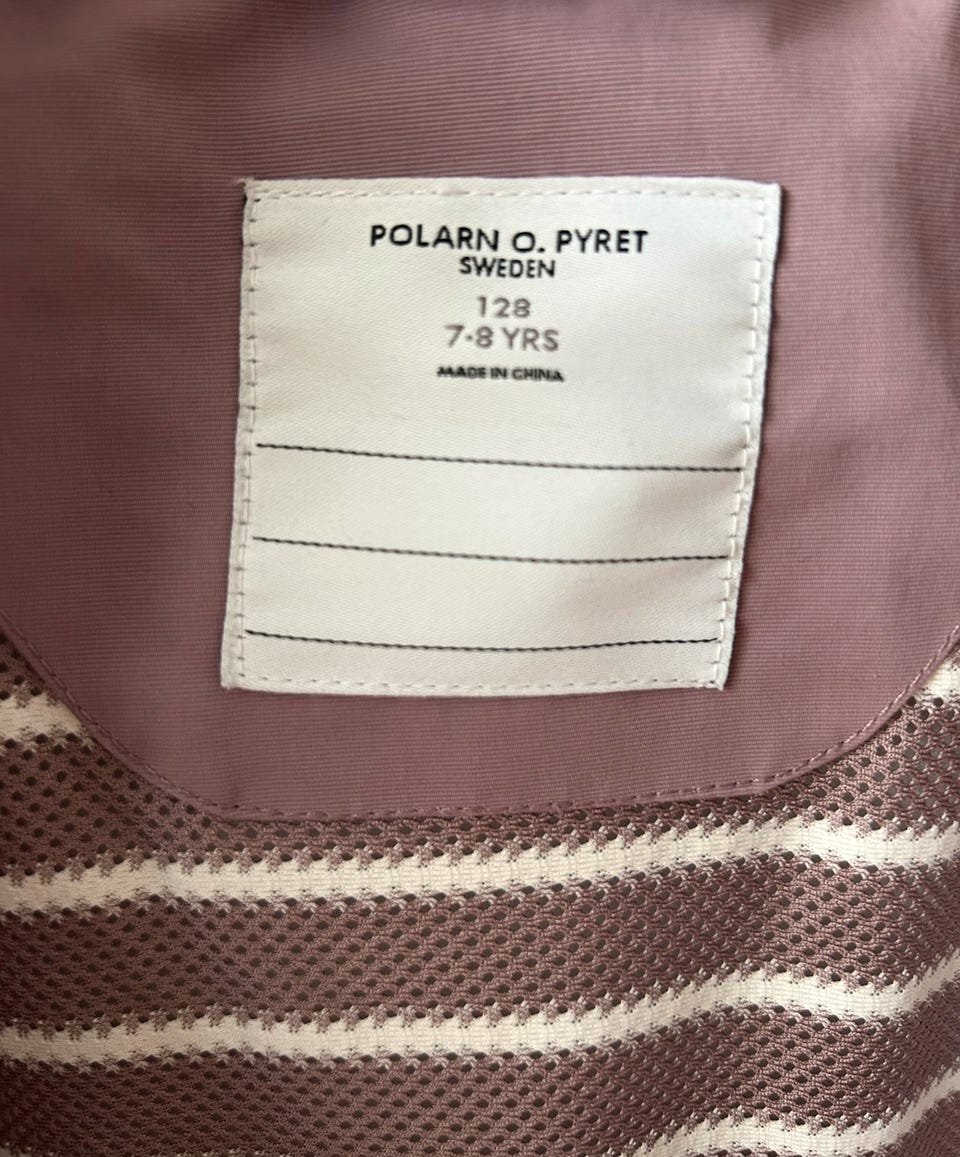 POLARN O. PYRET
SWEDEN
128
7-8 YRS
MADE IN CHINA